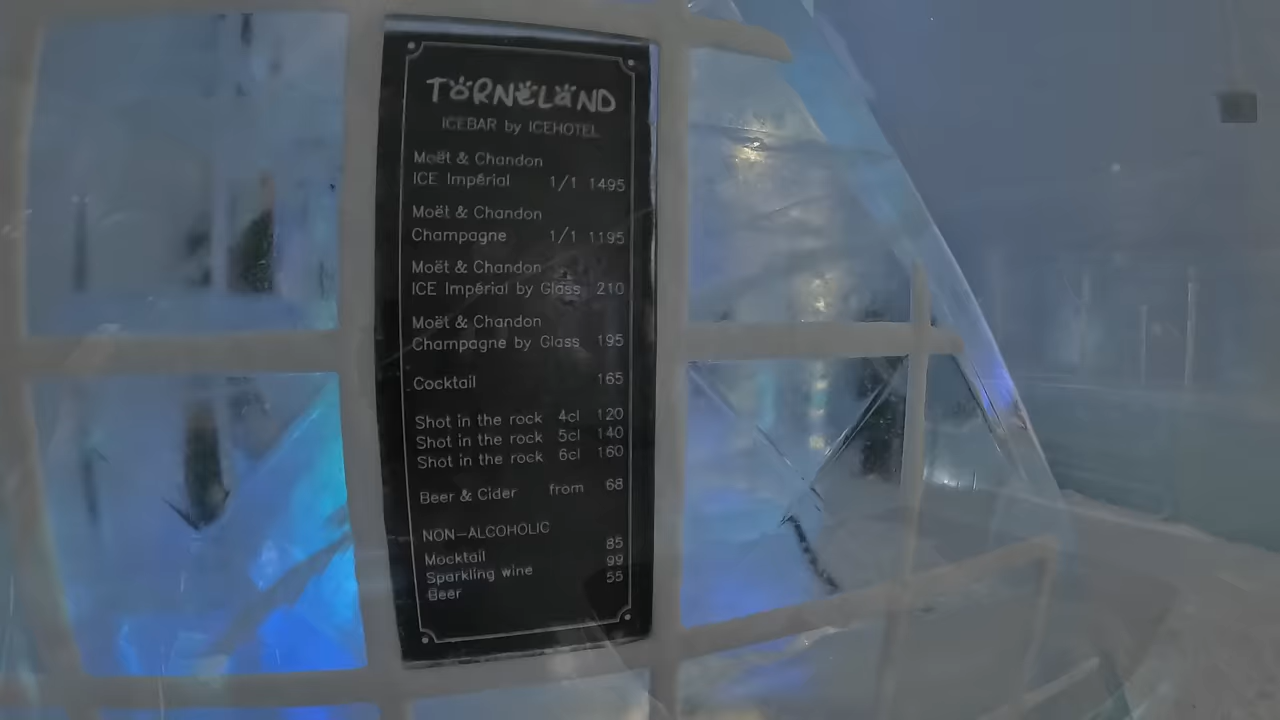 TORNELAND
ICEBAR by ICEHOTEL
Moët & Chandon
ICE Impérial 1/1 1495
Moët & Chandon
Champagne 1/1 1195
Moët & Chandon
ICE Impérial by Glass 210
Moët & Chandon
Champagne by Glass 195
Cocktail 165
Shot in the rock 4cl 120
Shot in the rock 5cl 140
Shot in the rock 6cl 160
Beer & Cider from 68
NON-ALCOHOLIC
Mocktail 85
Sparkling wine 99
Beer 55